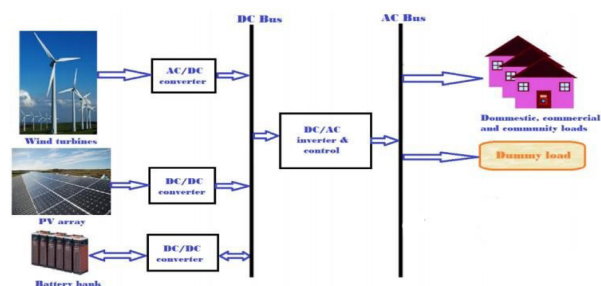 DC Bus
AC Bus
AC/DC
converter
Wind turbines
DC/AC
inverter &
control
Dommestic, commercial
and community loads
Dummy load
DC/DC
converter
PV array
DC/DC
converter
Battery bank